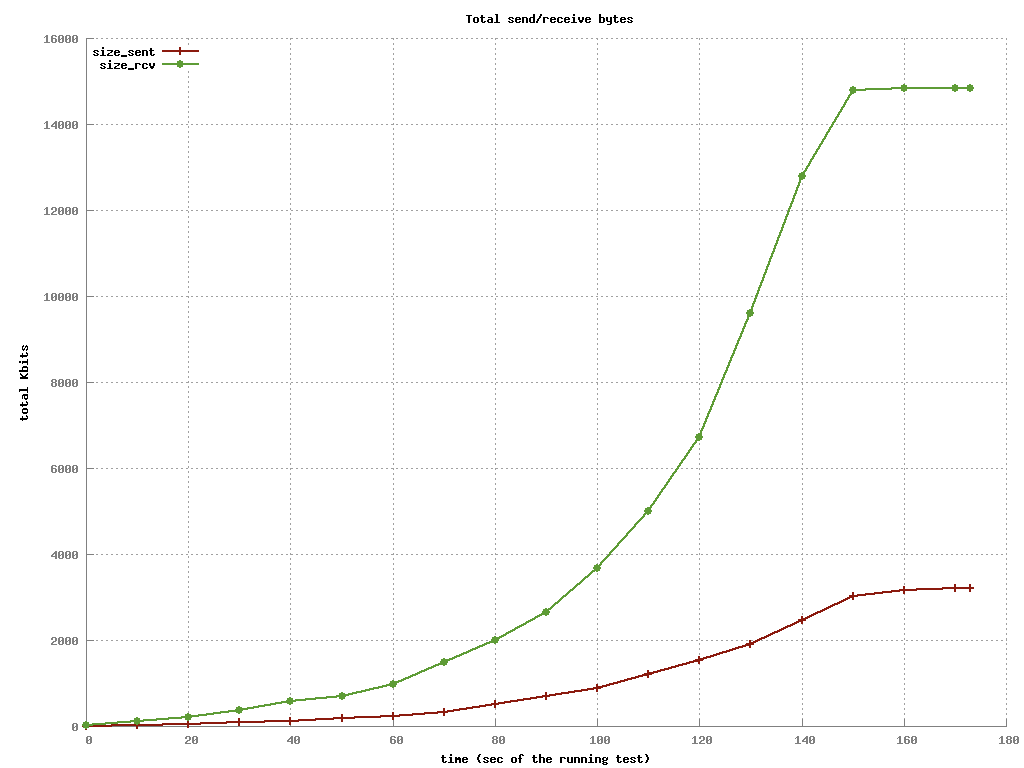 Total send/receive bytes
size_sent
size_rcv
16000
14000
12000
10000
8000
6000
4000
2000
0
total Kbits
0 20 40 60 80 100 120 140 160 180
time (sec of the running test)